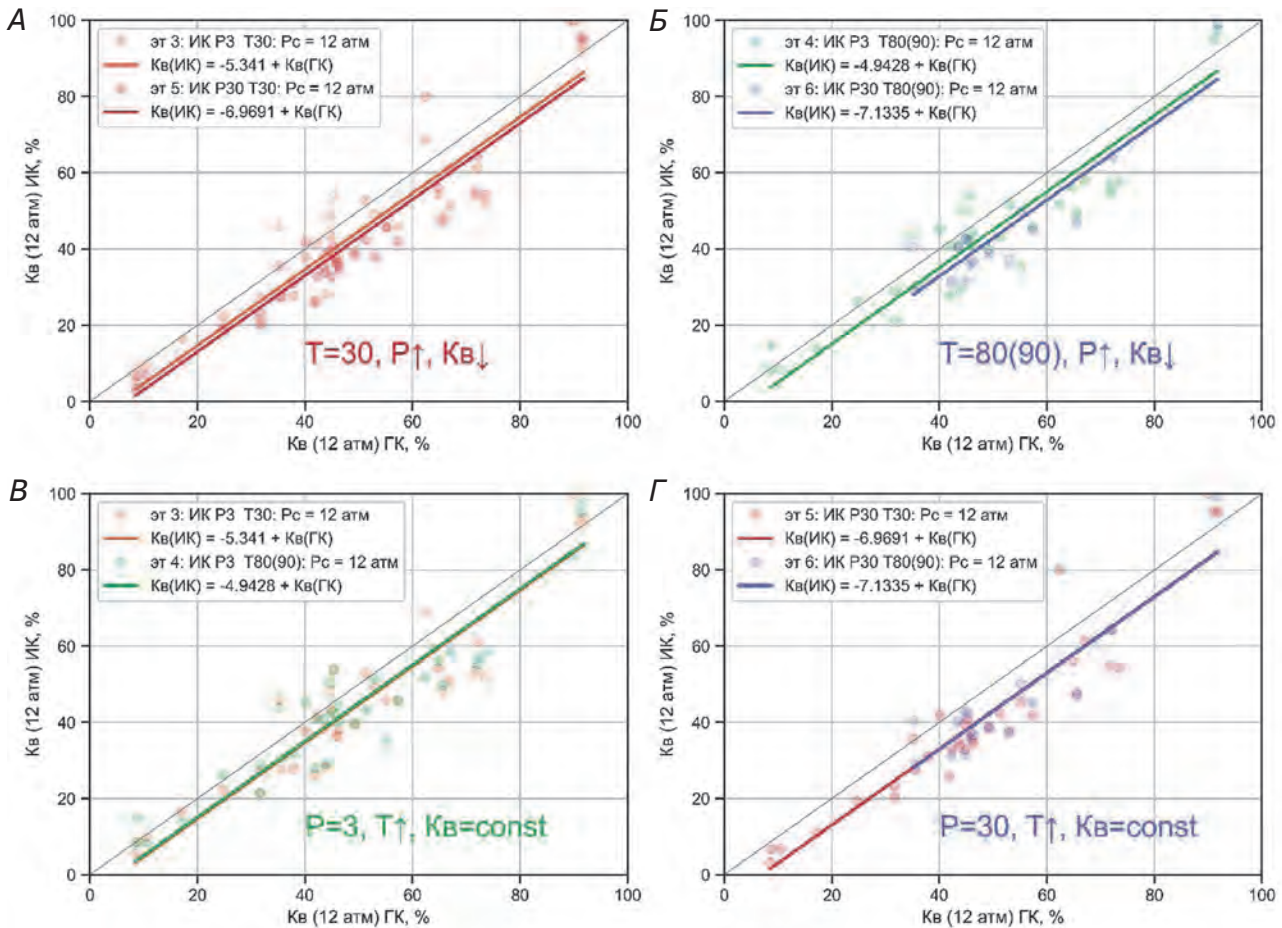 А
100
80
60
40
20
0
Кв (12 атм) ИК, %
эт 3: ИК Р3 Т30: Рс = 12 атм
Кв(ИК) = -5.341 + Кв(ГК)
эт 5: ИК Р30 Т30: Рс = 12 атм
Кв(ИК) = -6.9691 + Кв(ГК)
Т=30, Р↑, Кв↓
0 20 40 60 80 100
Кв (12 атм) ГК, %
Б
100
80
60
40
20
0
Кв (12 атм) ИК, %
эт 4: ИК Р3 Т80(90): Рс = 12 атм
Кв(ИК) = -4.9428 + Кв(ГК)
эт 6: ИК Р30 Т80(90): Рс = 12 атм
Кв(ИК) = -7.1335 + Кв(ГК)
Т=80(90), Р↑, Кв↓
0 20 40 60 80 100
Кв (12 атм) ГК, %
В
100
80
60
40
20
0
Кв (12 атм) ИК, %
эт 3: ИК Р3 Т30: Рс = 12 атм
Кв(ИК) = -5.341 + Кв(ГК)
эт 4: ИК Р3 Т80(90): Рс = 12 атм
Кв(ИК) = -4.9428 + Кв(ГК)
Р=3, Т↑, Кв=const
0 20 40 60 80 100
Кв (12 атм) ГК, %
Г
100
80
60
40
20
0
Кв (12 атм) ИК, %
эт 5: ИК Р30 Т30: Рс = 12 атм
Кв(ИК) = -6.9691 + Кв(ГК)
эт 6: ИК Р30 Т80(90): Рс = 12 атм
Кв(ИК) = -7.1335 + Кв(ГК)
Р=30, Т↑, Кв=const
0 20 40 60 80 100
Кв (12 атм) ГК, %